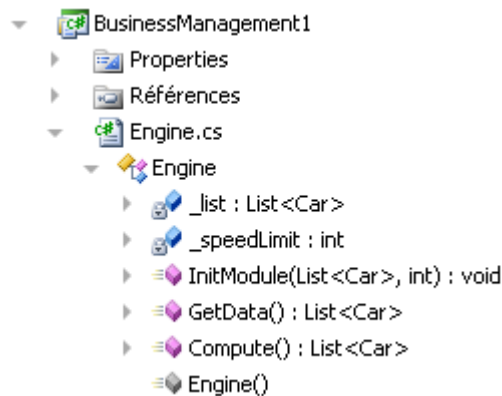 BusinessManagement1
Properties
Références
Engine.cs
Engine
_list : List<Car>
_speedLimit : int
InitModule(List<Car>, int) : void
GetData() : List<Car>
Compute() : List<Car>
Engine()